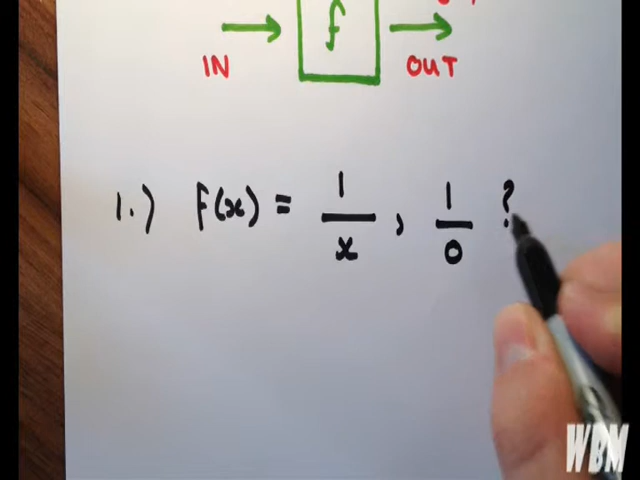 f
IN OUT
1.) f(x) = 1/x , 1/0 ?
WBM